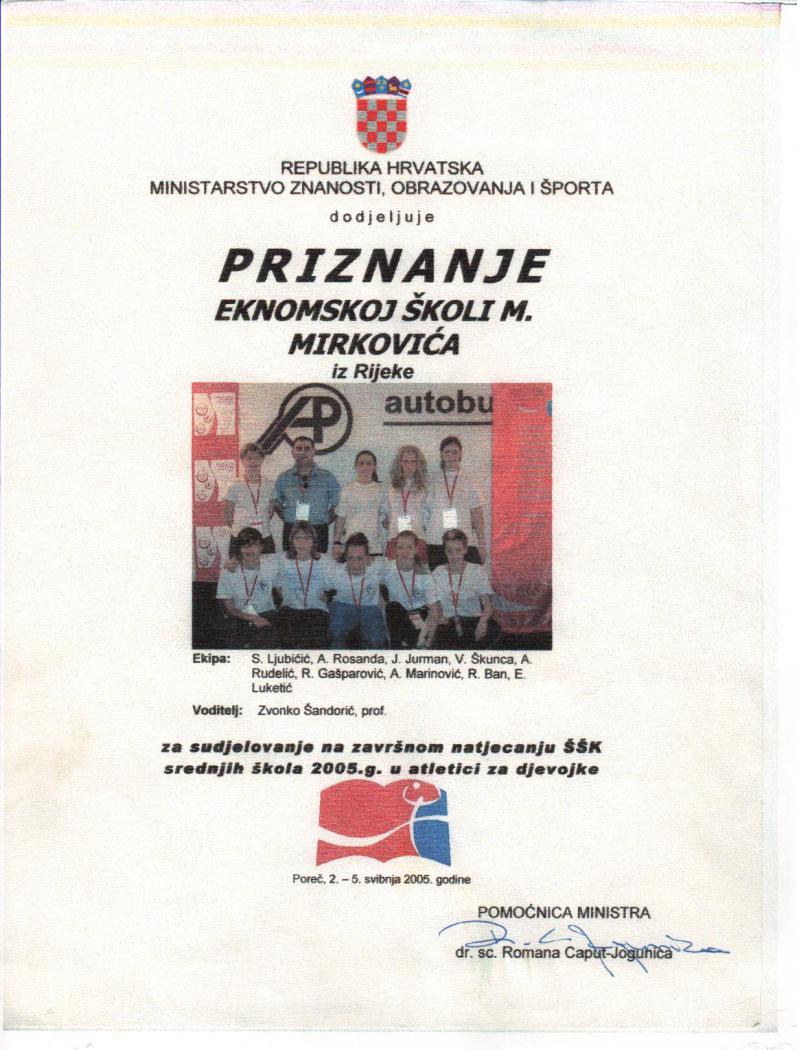 REPUBLIKA HRVATSKA
MINISTARSTVO ZNANOSTI, OBRAZOVANJA I ŠPORTA
dodjeljuje
PRIZNANJE
EKNOMSKOJ ŠKOLI M.
MIRKOVIĆA
iz Rijeke
AP autobu
Ekipa: S. Ljubičić, A. Rosanda, J. Jurman, V. Škunca, A.
Rudelić, R. Gašparović, A. Marinović, R. Ban, E.
Luketić
Voditelj: Zvonko Šandorić, prof.
za sudjelovanje na završnom natjecanju ŠŠK
srednjih škola 2005.g. u atletici za djevojke
Poreč, 2. – 5. svibnja 2005. godine
POMOĆNICA MINISTRA
dr. sc. Romana Caput-Jogunica